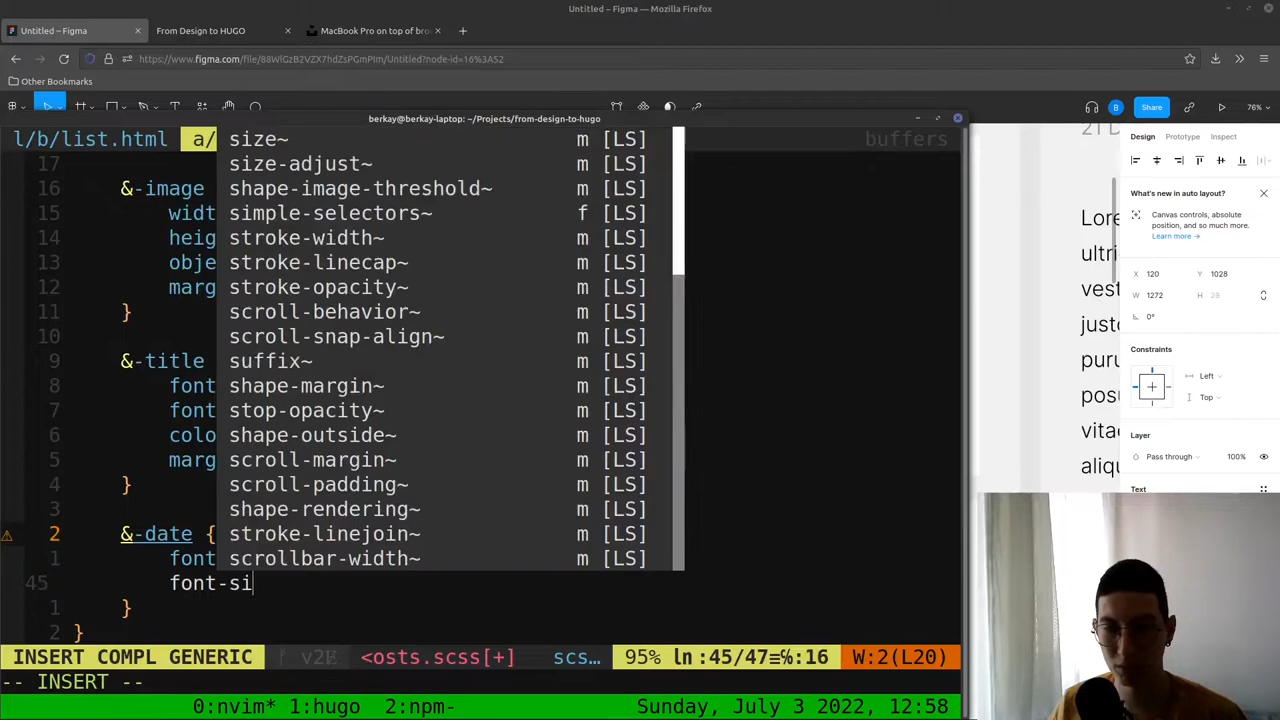 Untitled – Figma — Mozilla Firefox
Untitled – Figma
From Design to HUGO
MacBook Pro on top of bro
https://www.figma.com/file/88WlGzB2VZX7hdZsPGmPIm/Untitled?node-id=16%3A52
Other Bookmarks
B
Share
76%
berkay@berkay-laptop: ~/Projects/from-design-to-hugo
l/b/list.html a/
buffers
size~ m [LS]
17 size-adjust~ m [LS]
16 &-image shape-image-threshold~ m [LS]
15 widt simple-selectors~ f [LS]
14 heig stroke-width~ m [LS]
13 obje stroke-linecap~ m [LS]
12 marg stroke-opacity~ m [LS]
11 } scroll-behavior~ m [LS]
10 scroll-snap-align~ m [LS]
9 &-title suffix~ m [LS]
8 font shape-margin~ m [LS]
7 font stop-opacity~ m [LS]
6 colo shape-outside~ m [LS]
5 marg scroll-margin~ m [LS]
4 } scroll-padding~ m [LS]
3 shape-rendering~ m [LS]
2 &-date { stroke-linejoin~ m [LS]
1 font scrollbar-width~ m [LS]
45 font-si
1 }
2 }
INSERT COMPL GENERIC <osts.scss[+] scs… 95% ln:45/47≡℅:16 W:2(L20)
-- INSERT --
0:nvim* 1:hugo 2:npm- Sunday, July 3 2022, 12:58
Lore
ultri
vest
justo
puru
posu
vitae
aliqu
Design Prototype Inspect
What's new in auto layout?
Canvas controls, absolute
position, and so much more.
Learn more →
X 120 Y 1028
W 1272 H 28
0°
Constraints
Left
Top
Layer
Pass through 100%
Text